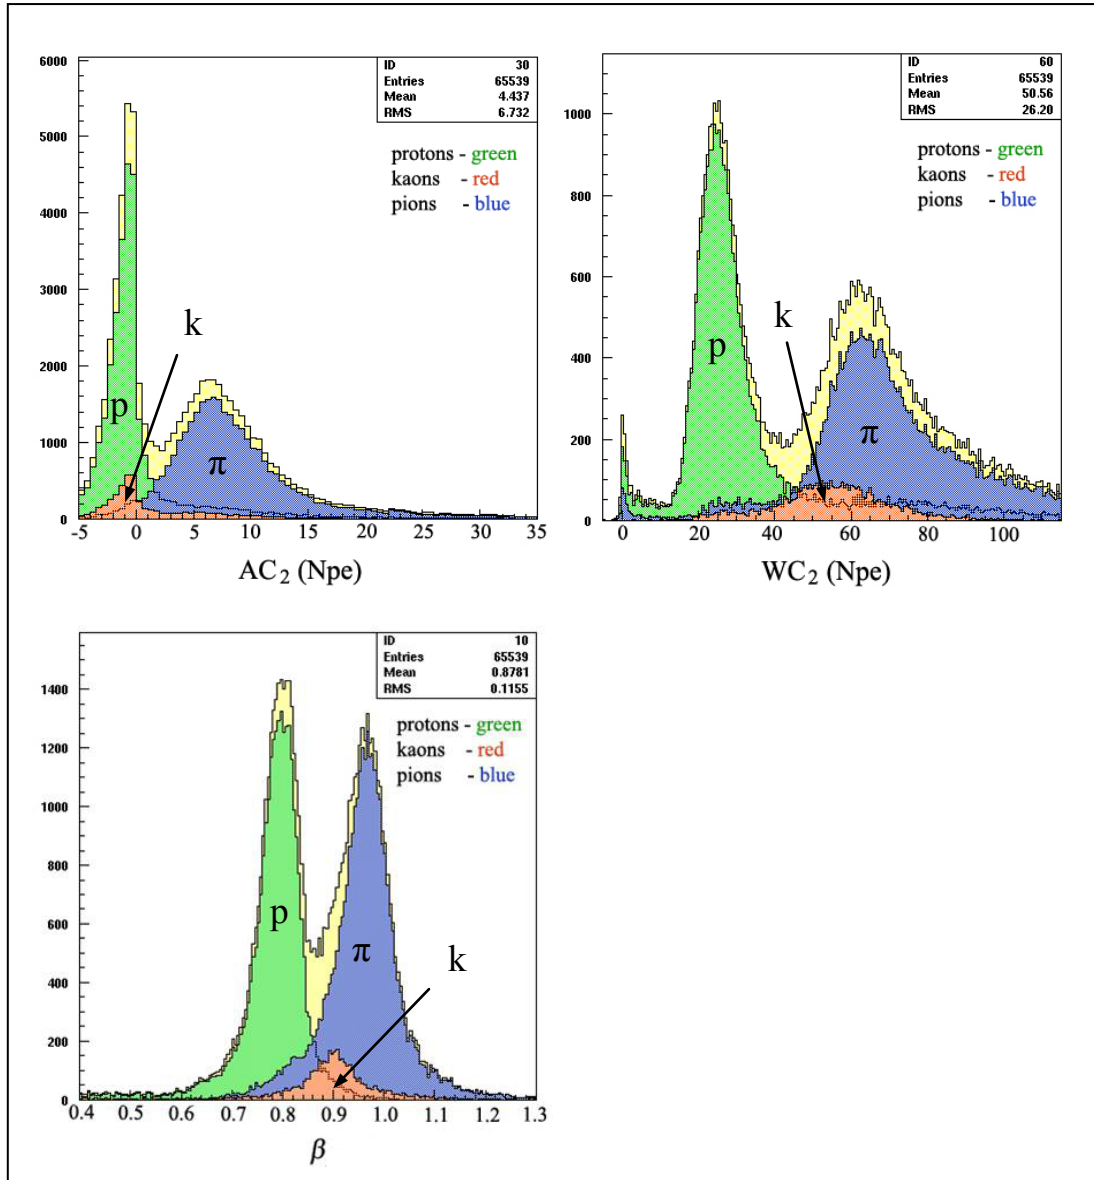 ID 30
Entries 65539
Mean 4.437
RMS 6.732
protons - green
kaons - red
pions - blue
6000
5000
4000
3000
2000
1000
0
k
p
π
-5 0 5 10 15 20 25 30 35
AC2 (Npe)
ID 60
Entries 65539
Mean 50.56
RMS 26.20
protons - green
kaons - red
pions - blue
1000
800
600
400
200
0
k
p
π
0 20 40 60 80 100
WC2 (Npe)
ID 10
Entries 65539
Mean 0.8781
RMS 0.1155
protons - green
kaons - red
pions - blue
1400
1200
1000
800
600
400
200
0
p
π
k
0.4 0.5 0.6 0.7 0.8 0.9 1.0 1.1 1.2 1.3
β